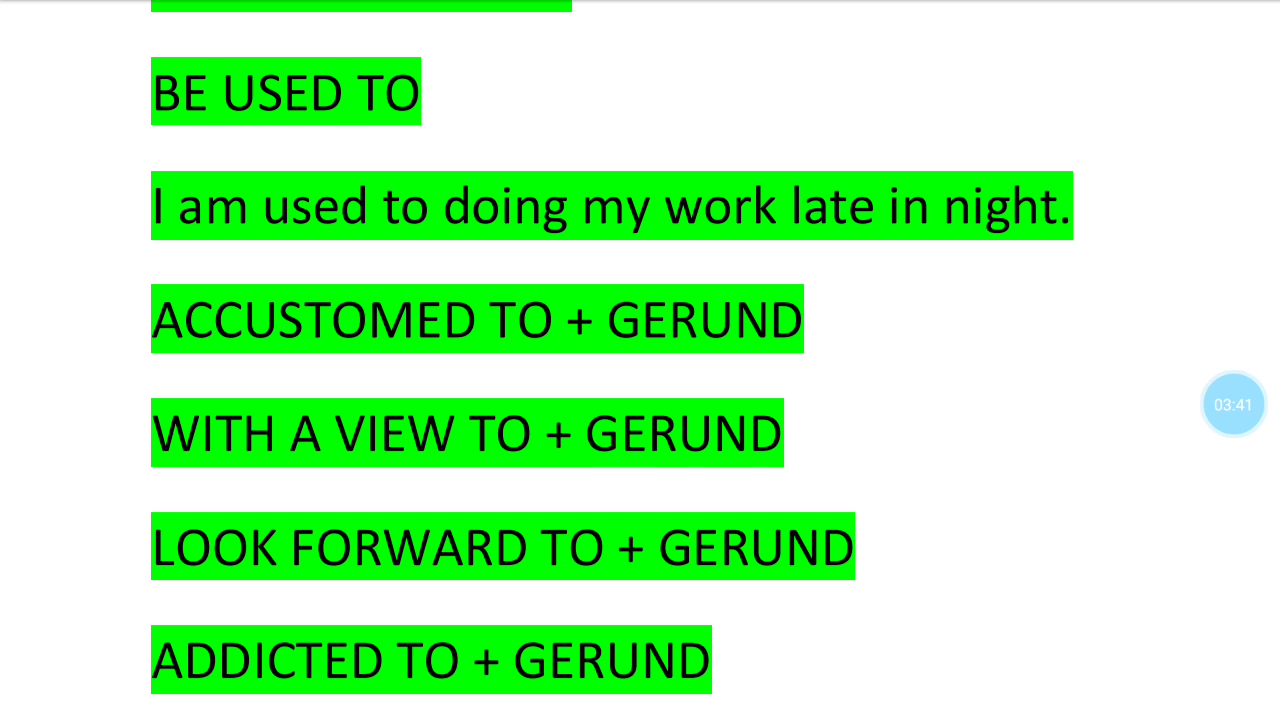 BE USED TO
I am used to doing my work late in night.
ACCUSTOMED TO + GERUND
WITH A VIEW TO + GERUND
LOOK FORWARD TO + GERUND
03:41
ADDICTED TO + GERUND